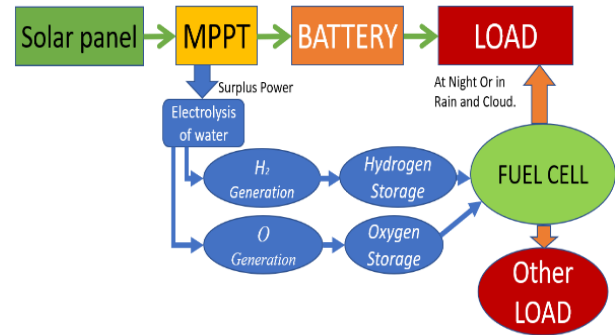 Solar panel
MPPT
BATTERY
LOAD
Surplus Power
At Night Or in
Rain and Cloud.
Electrolysis
of water
H₂
Generation
Hydrogen
Storage
FUEL CELL
O
Generation
Oxygen
Storage
Other
LOAD